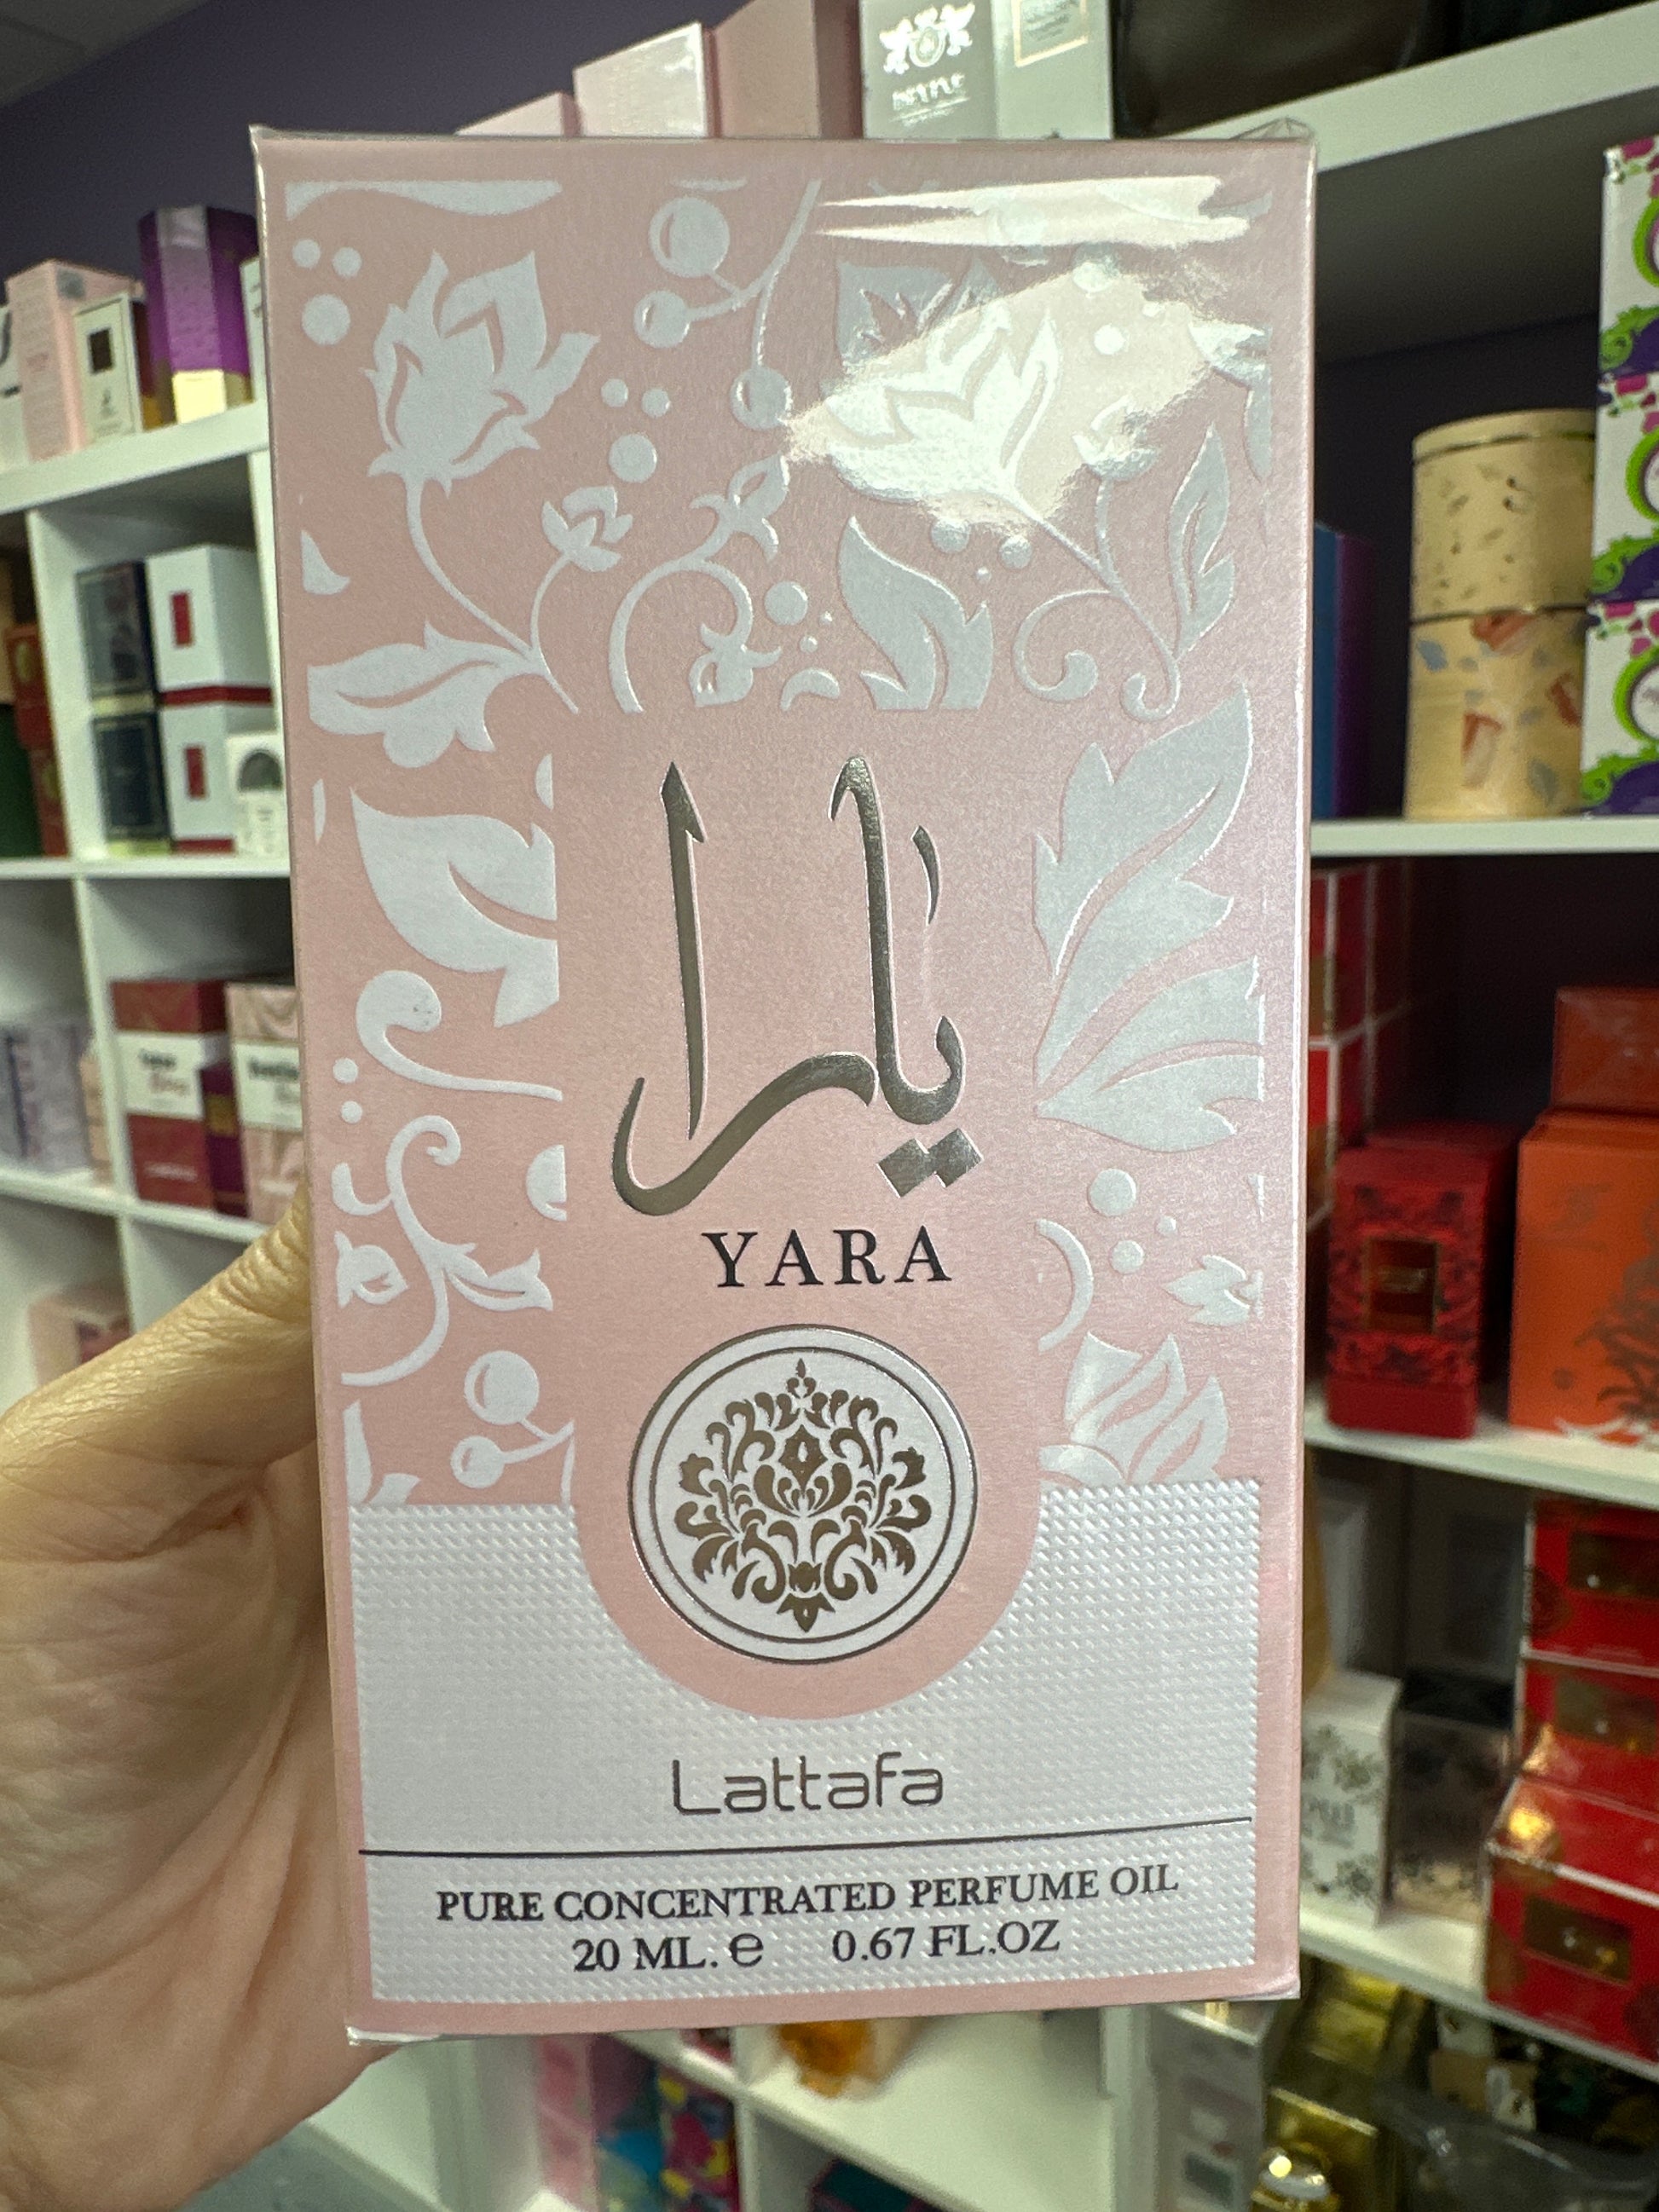 يارا
YARA
Lattafa
PURE CONCENTRATED PERFUME OIL
20 ML. e 0.67 FL.OZ